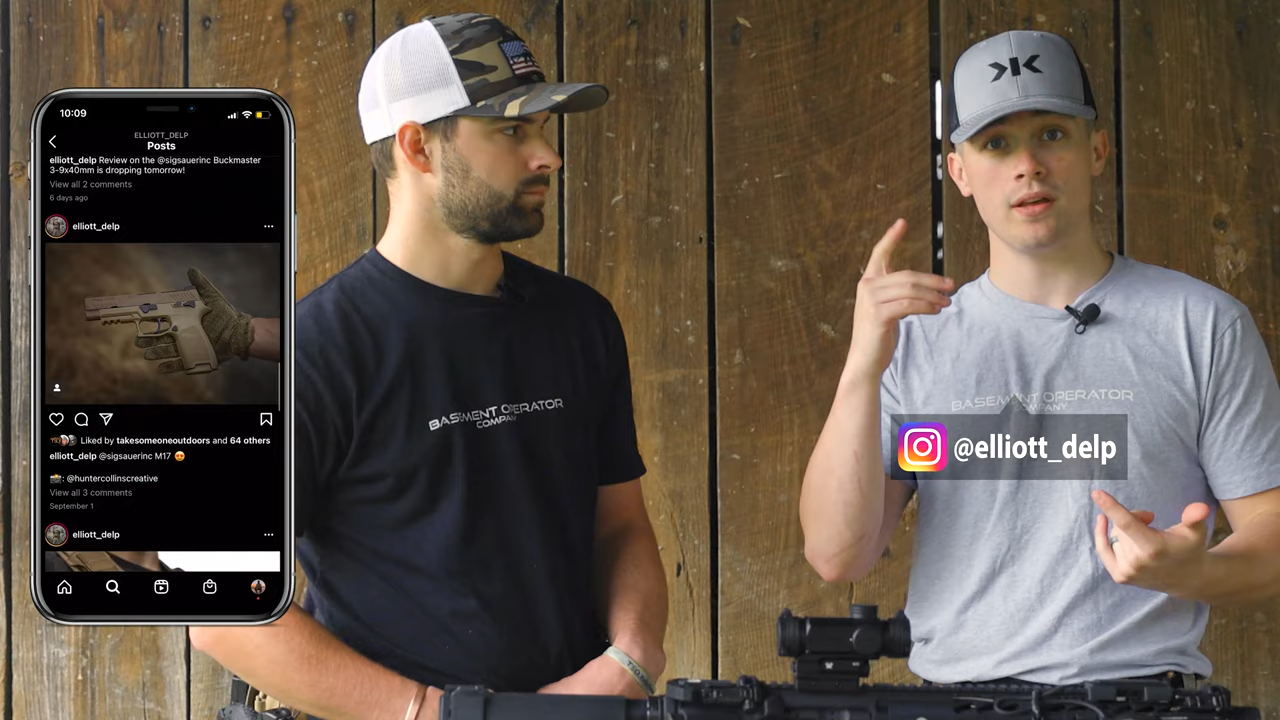 10:09
ELLIOTT_DELP
Posts
elliott_delp Review on the @sigsauerinc Buckmaster
3-9x40mm is dropping tomorrow!
View all 2 comments
6 days ago
elliott_delp
Liked by takesomeoneoutdoors and 64 others
elliott_delp @sigsauerinc M17 😍
📸: @huntercollinscreative
View all 3 comments
September 1
elliott_delp
BASEMENT OPERATOR
COMPANY
BASEMENT OPERATOR
COMPANY
@elliott_delp